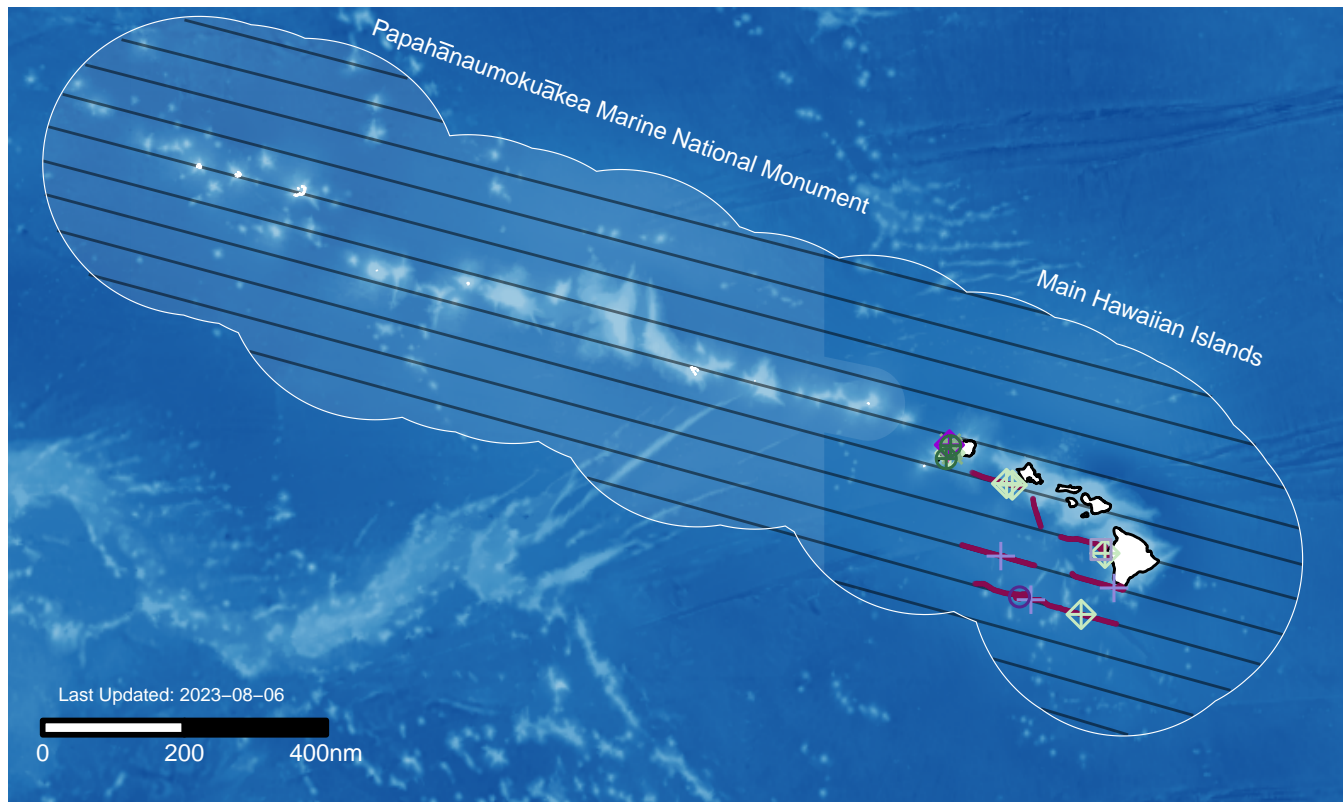 Papahānaumokuākea Marine National Monument
Main Hawaiian Islands
Last Updated: 2023−08−06
0 200 400nm